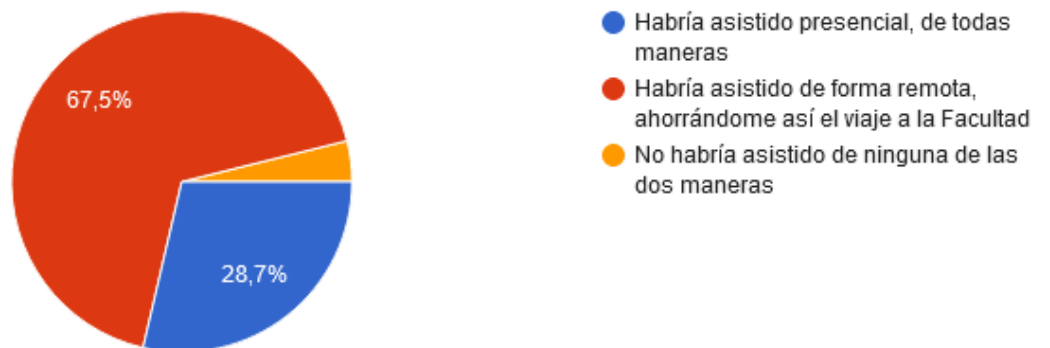 67,5%
28,7%
Habría asistido presencial, de todas
maneras
Habría asistido de forma remota,
ahorrándome así el viaje a la Facultad
No habría asistido de ninguna de las
dos maneras